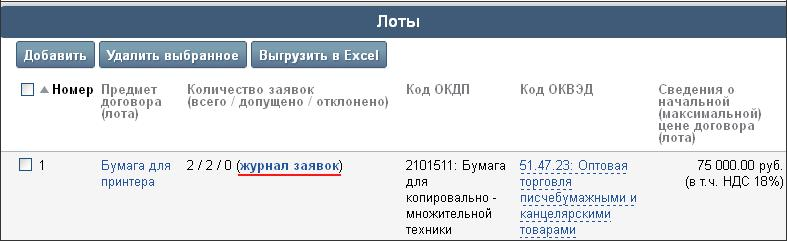 Лоты
Добавить Удалить выбранное Выгрузить в Excel
Номер
Предмет
договора
(лота)
Количество заявок
(всего / допущено / отклонено)
Код ОКДП
Код ОКВЭД
Сведения о
начальной
(максимальной)
цене договора
(лота)
1
Бумага для
принтера
2 / 2 / 0 (журнал заявок)
2101511: Бумага
для
копировально -
множительной
техники
51.47.23: Оптовая
торговля
писчебумажными и
канцелярскими
товарами
75 000.00 руб.
(в т.ч. НДС 18%)